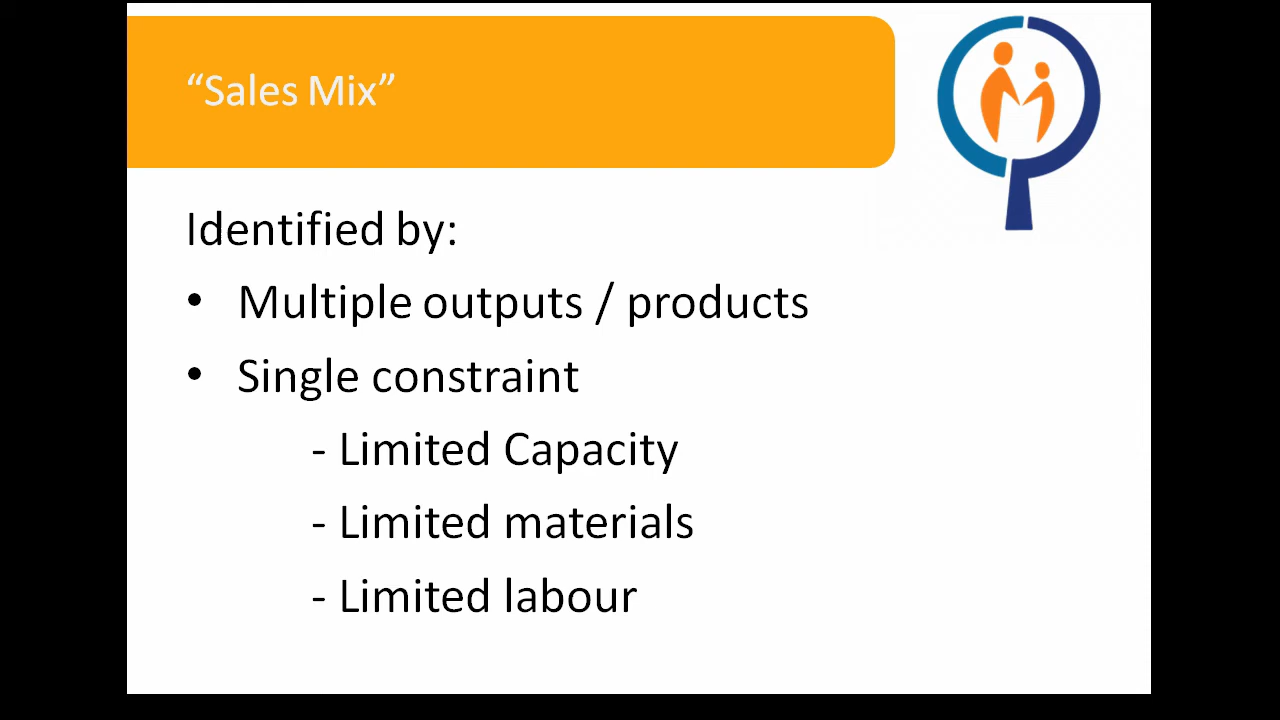 “Sales Mix”
Identified by:
• Multiple outputs / products
• Single constraint
- Limited Capacity
- Limited materials
- Limited labour